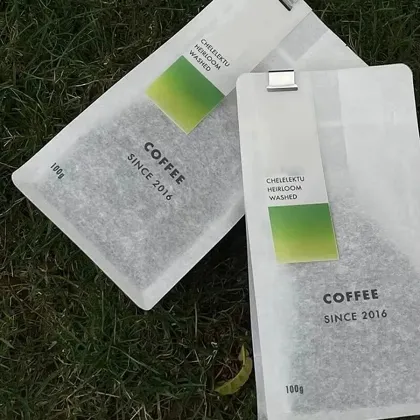 CHELELEKTU
HEIRLOOM
WASHED
COFFEE
SINCE 2016
100g
CHELELEKTU
HEIRLOOM
WASHED
COFFEE
SINCE 2016
100g